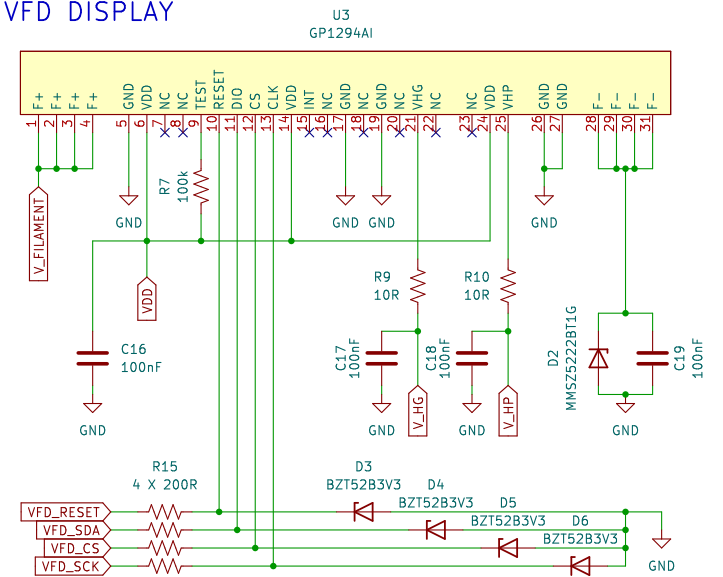 VFD DISPLAY
U3
GP1294AI
F+ F+ F+ F+ GND VDD NC NC TEST RESET DIO CS CLK VDD INT NC GND NC GND NC VHG NC NC VDD VHP GND GND F- F- F- F-
1 2 3 4 5 6 7 8 9 10 11 12 13 14 15 16 17 18 19 20 21 22 23 24 25 26 27 28 29 30 31
R7
100k
GND GND GND GND
V_FILAMENT
VDD
R9
10R
R10
10R
C16
100nF
C17
100nF
C18
100nF
D2
MMSZ5222BT1G
C19
100nF
V_HG
V_HP
GND GND GND GND
R15
4 X 200R
D3
BZT52B3V3
D4
BZT52B3V3
D5
BZT52B3V3
D6
BZT52B3V3
VFD_RESET
VFD_SDA
VFD_CS
VFD_SCK
GND